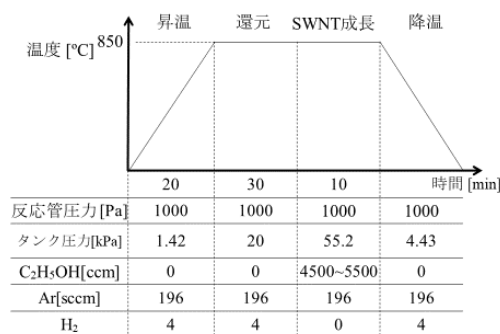 昇温 還元 SWNT成長 降温
850
温度 [ºC]
20 30 10 時間 [min]
反応管圧力[Pa] 1000 1000 1000 1000
タンク圧力[kPa] 1.42 20 55.2 4.43
C₂H₅OH[ccm] 0 0 4500~5500 0
Ar[sccm] 196 196 196 196
H₂ 4 4 0 4